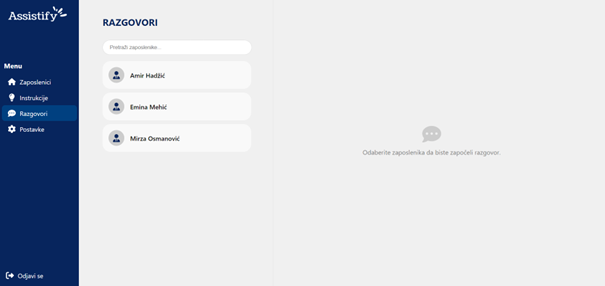 Assistify
Menu
Zaposlenici
Instrukcije
Razgovori
Postavke
Odjavi se
RAZGOVORI
Pretraži zaposlenike...
Amir Hadžić
Emina Mehić
Mirza Osmanović
Odaberite zaposlenika da biste započeli razgovor.